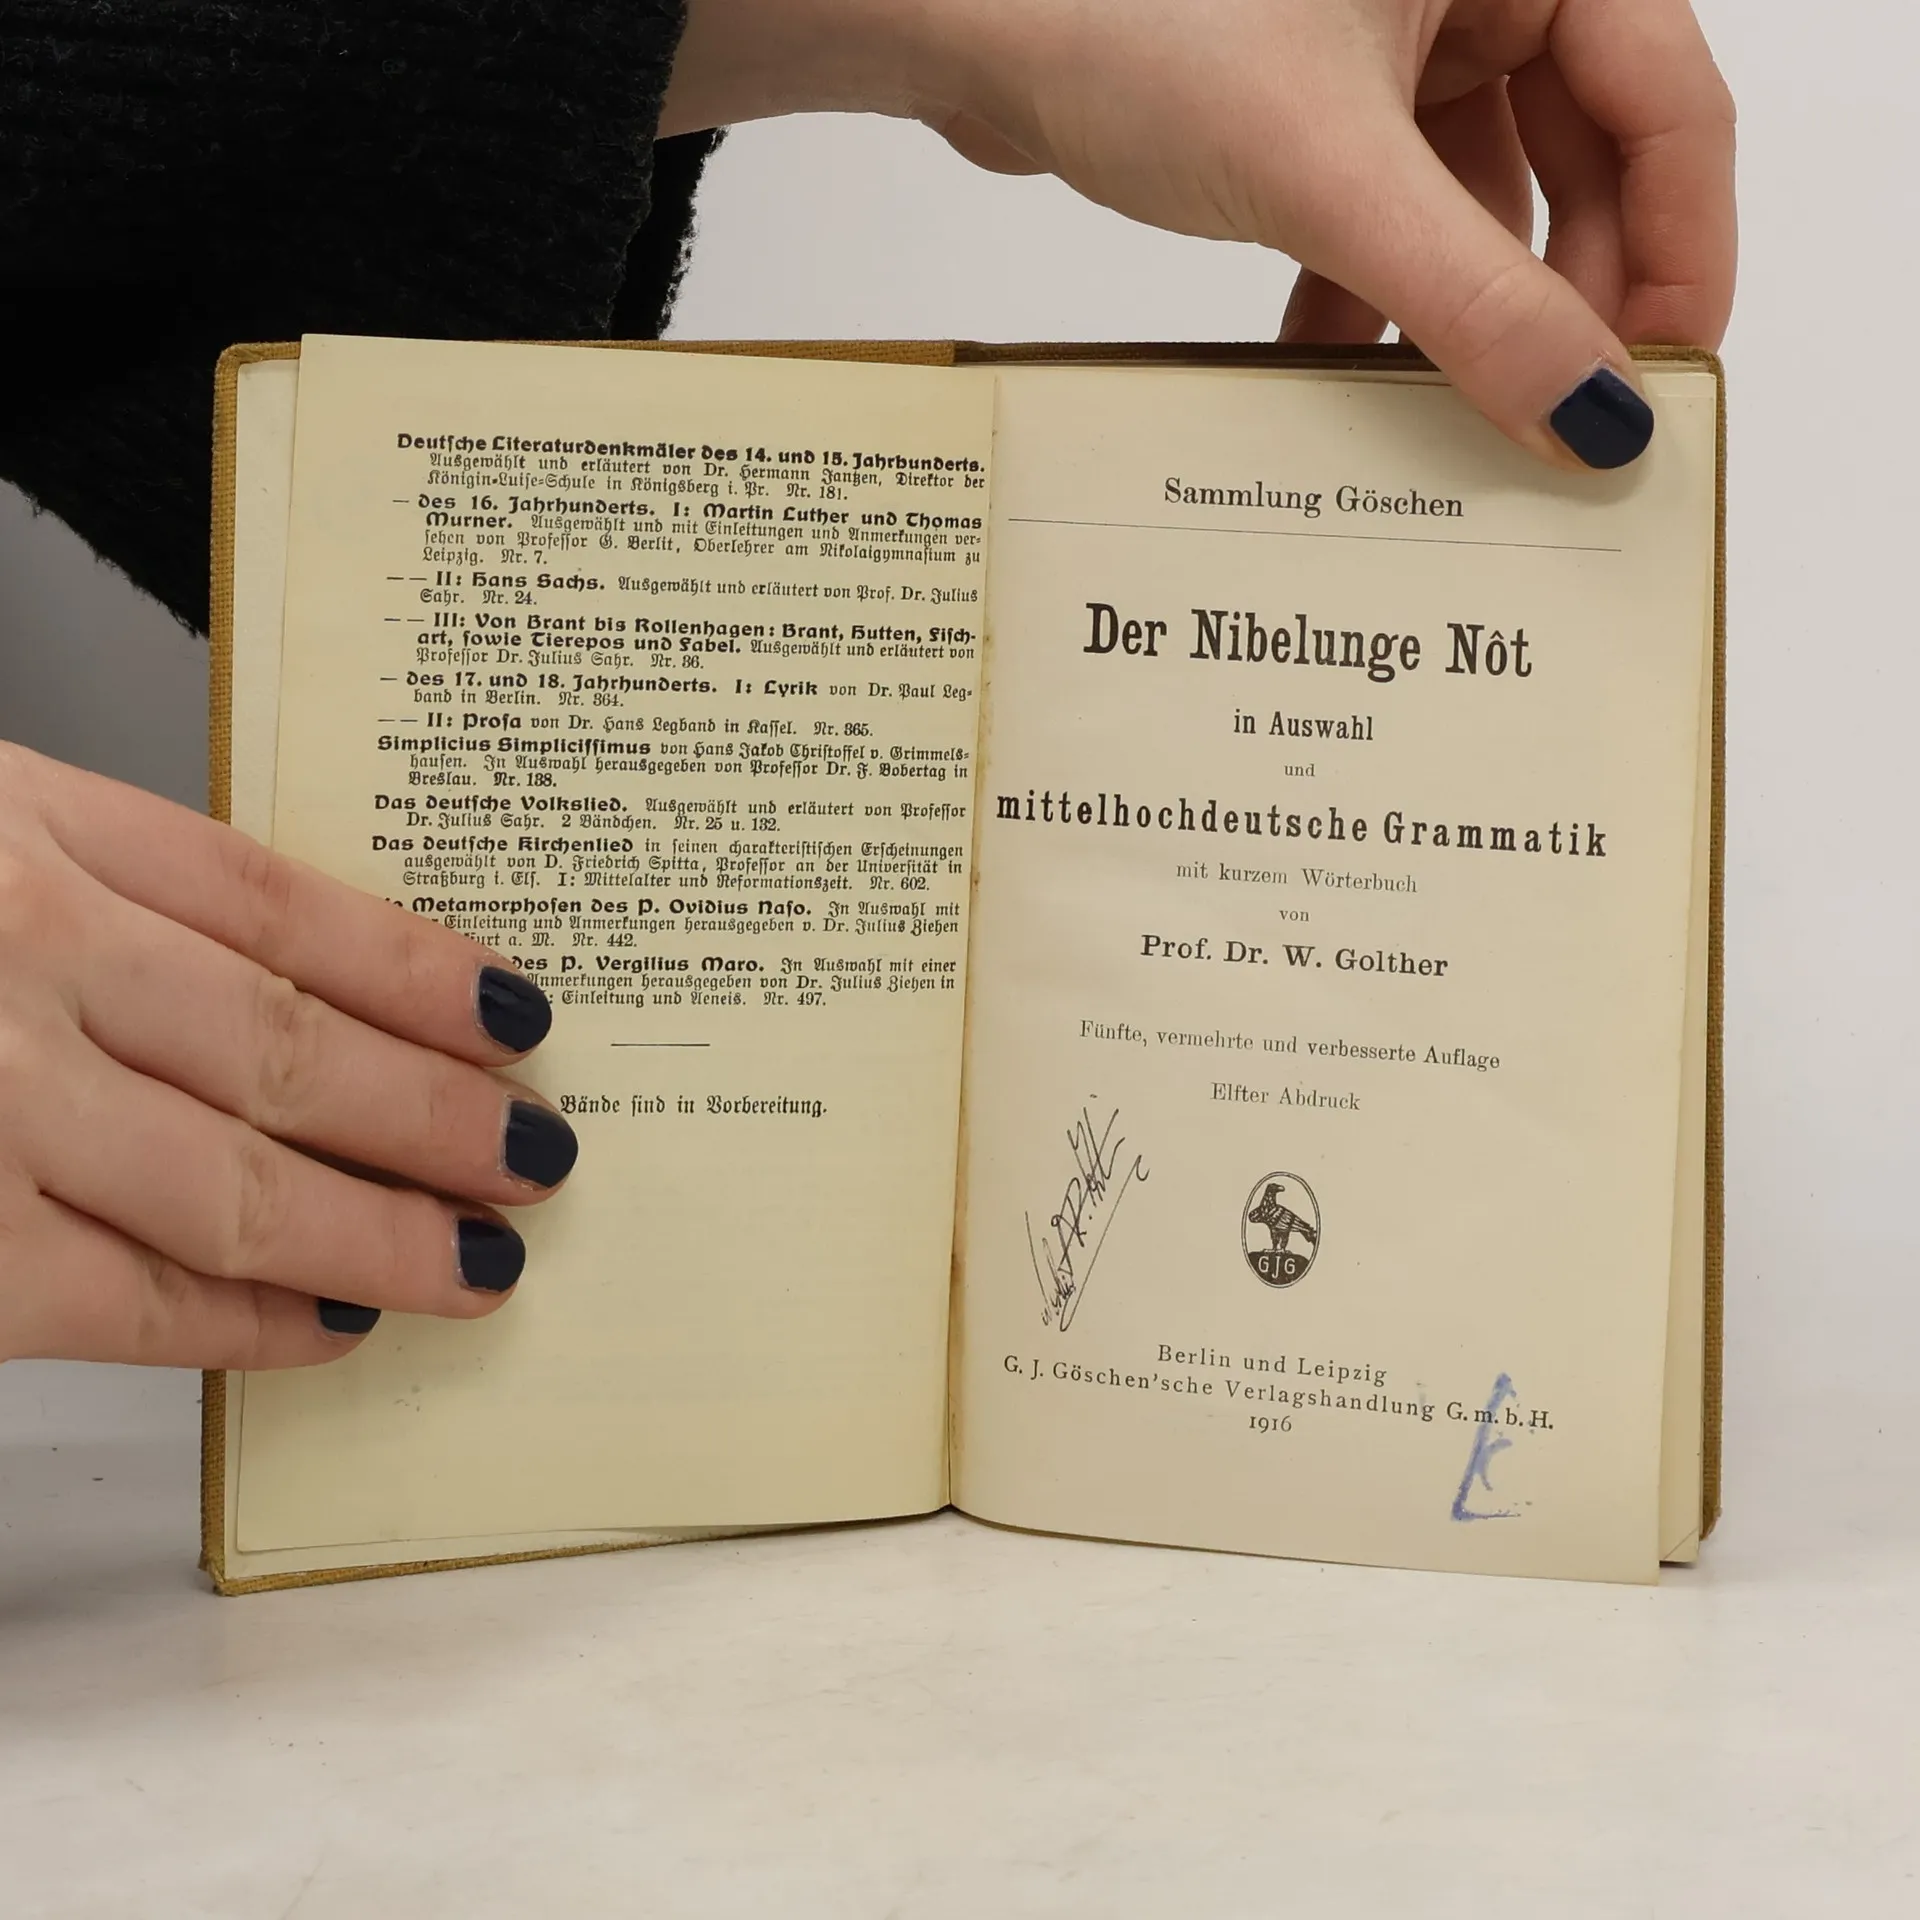 Deutſche Literaturdenkmäler des 14. und 15. Jahrhunderts.
Ausgewählt und erläutert von Dr. Hermann Jantzen, Direktor der
Königin-Luiſe-Schule in Königsberg i. Pr. Nr. 181.
— des 16. Jahrhunderts. I: Martin Luther und Thomas
Murner. Ausgewählt und mit Einleitungen und Anmerkungen ver-
ſehen von Profeſſor G. Berlit, Oberlehrer am Nikolaigymnaſium zu
Leipzig. Nr. 7.
— — II: Hans Sachs. Ausgewählt und erläutert von Prof. Dr. Julius
Sahr. Nr. 24.
— — III: Von Brant bis Rollenhagen: Brant, Hutten, Fiſch-
art, ſowie Tierepos und Fabel. Ausgewählt und erläutert von
Profeſſor Dr. Julius Sahr. Nr. 36.
— des 17. und 18. Jahrhunderts. I: Lyrik von Dr. Paul Leg-
band in Berlin. Nr. 364.
— — II: Proſa von Dr. Hans Legband in Kaſſel. Nr. 365.
Simplicius Simpliciſſimus von Hans Jakob Chriſtoffel v. Grimmels-
hauſen. In Auswahl herausgegeben von Profeſſor Dr. F. Bobertag in
Breslau. Nr. 138.
Das deutſche Volkslied. Ausgewählt und erläutert von Profeſſor
Dr. Julius Sahr. 2 Bändchen. Nr. 25 u. 132.
Das deutſche Kirchenlied in ſeinen charakteriſtiſchen Erſcheinungen
ausgewählt von D. Friedrich Spitta, Profeſſor an der Univerſität in
Straßburg i. Elſ. I: Mittelalter und Reformationszeit. Nr. 602.
Metamorphoſen des P. Ovidius Naſo. In Auswahl mit
Einleitung und Anmerkungen herausgegeben v. Dr. Julius Ziehen
furt a. M. Nr. 442.
des P. Vergilius Maro. In Auswahl mit einer
Anmerkungen herausgegeben von Dr. Julius Ziehen in
: Einleitung und Aeneis. Nr. 497.
Bände ſind in Vorbereitung.
Sammlung Göschen
Der Nibelunge Nôt
in Auswahl
und
mittelhochdeutsche Grammatik
mit kurzem Wörterbuch
von
Prof. Dr. W. Golther
Fünfte, vermehrte und verbesserte Auflage
Elfter Abdruck
GJG
Berlin und Leipzig
G. J. Göschen'sche Verlagshandlung G. m. b. H.
1916